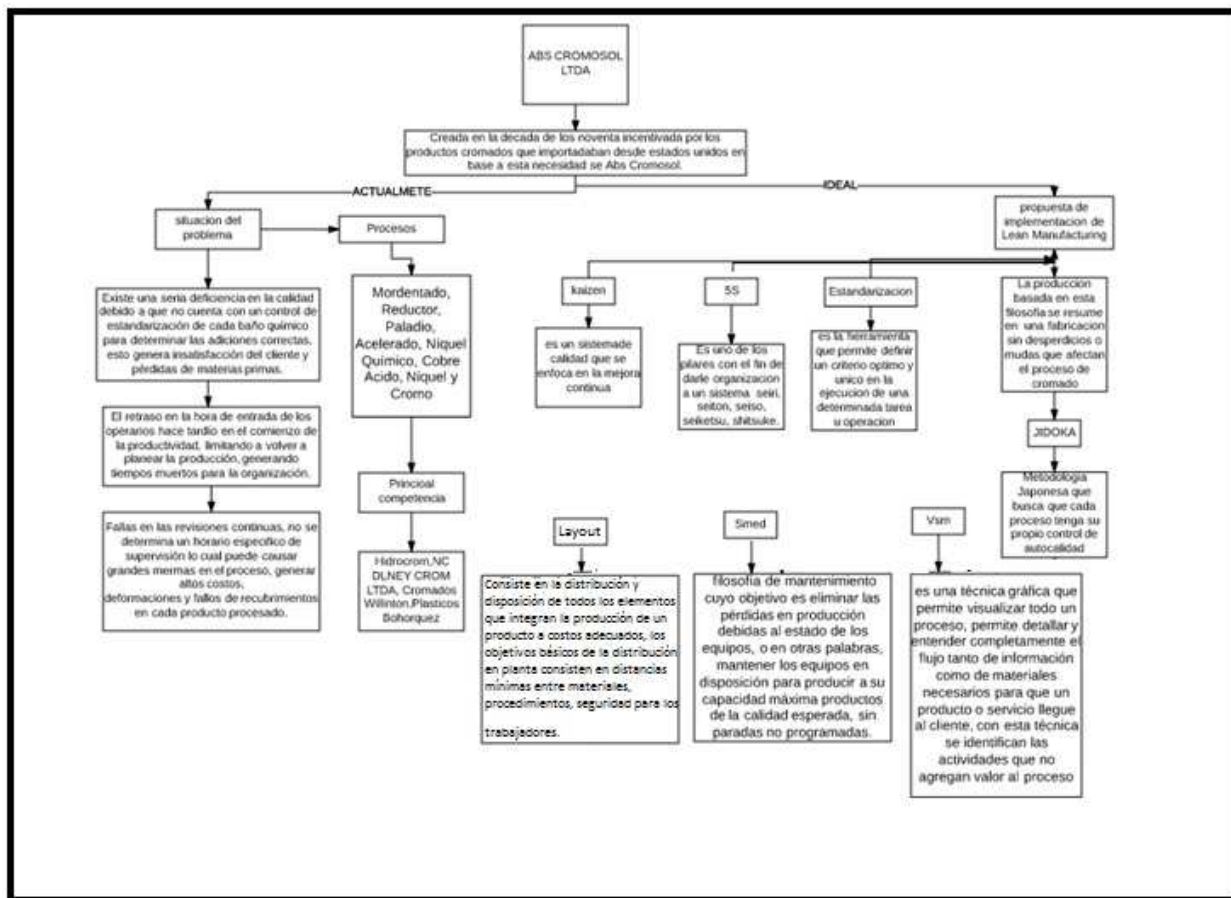 ABS CROMOSOL
LTDA
Creada en la decada de los noventa incentivada por los
productos cromados que importadaban desde estados unidos en
base a esta necesidad se Abs Cromosol.
ACTUALMETE
IDEAL
situacion del
problema
Procesos
propuesta de
implementacion de
Lean Manufacturing
Existe una seria deficiencia en la calidad
debido a que no cuenta con un control de
estandarización de cada baño químico
para determinar las adiciones correctas,
esto genera insatisfacción del cliente y
pérdidas de materias primas.
El retraso en la hora de entrada de los
operarios hace tardío en el comienzo de
la productividad, limitando a volver a
planear la producción, generando
tiempos muertos para la organización.
Fallas en las revisiones continuas, no se
determina un horario especifico de
supervisión lo cual puede causar
grandes mermas en el proceso, generar
altos costos,
deformaciones y fallos de recubrimientos
en cada producto procesado.
Mordentado,
Reductor,
Paladio,
Acelerado, Niquel
Químico, Cobre
Acido, Níquel y
Cromo
Princioal
competencia
Hidrocrom,NC
DLNEY CROM
LTDA, Cromados
Willinton,Plasticos
Bohorquez
kaizen
es un sistemade
calidad que se
enfoca en la mejora
continua
5S
Es uno de los
pilares con el fin de
darle organizacion
a un sistema seiri,
seiton, seiso,
seiketsu, shitsuke.
Estandarizacion
es la herramienta
que permite definir
un criterio optimo y
unico en la
ejecucion de una
determinada tarea
u operacion
La producción
basada en esta
filosofía se resume
en una fabricacion
sin desperdicios o
mudas que afectan
el proceso de
cromado
JIDOKA
Metodologia
Japonesa que
busca que cada
proceso tenga su
propio control de
autocalidad
Layout
Consiste en la distribución y
disposición de todos los elementos
que integran la producción de un
producto a costos adecuados, los
objetivos básicos de la distribución
en planta consisten en distancias
mínimas entre materiales,
procedimientos, seguridad para los
trabajadores.
Smed
filosofía de mantenimiento
cuyo objetivo es eliminar las
pérdidas en producción
debidas al estado de los
equipos, o en otras palabras,
mantener los equipos en
disposición para producir a su
capacidad máxima productos
de la calidad esperada, sin
paradas no programadas.
Vsm
es una técnica gráfica que
permite visualizar todo un
proceso, permite detallar y
entender completamente el
flujo tanto de información
como de materiales
necesarios para que un
producto o servicio llegue
al cliente, con esta técnica
se identifican las
actividades que no
agregan valor al proceso